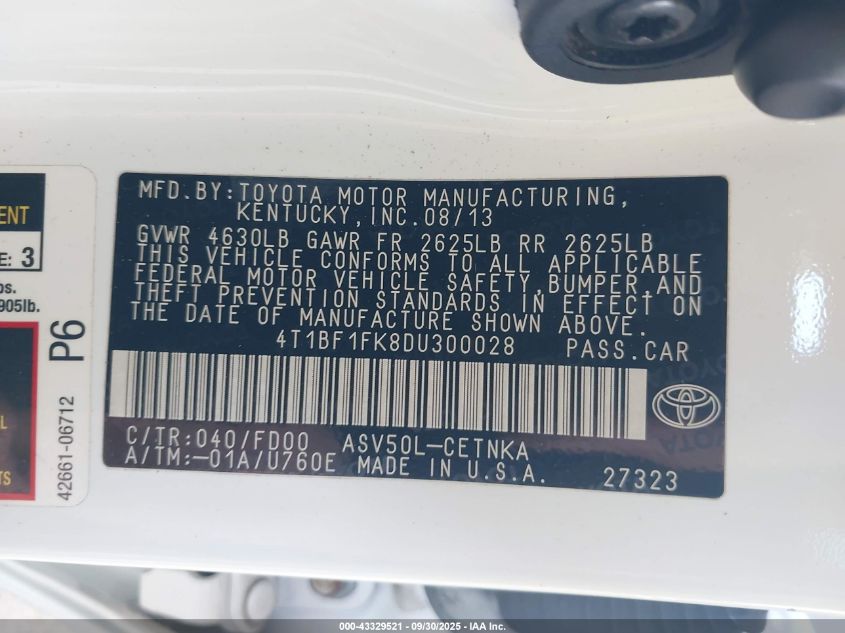 MFD.BY:TOYOTA MOTOR MANUFACTURING,
KENTUCKY,INC.08/13
GVWR 4630LB GAWR FR 2625LB RR 2625LB
THIS VEHICLE CONFORMS TO ALL APPLICABLE
FEDERAL MOTOR VEHICLE SAFETY,BUMPER,AND
THEFT PREVENTION STANDARDS IN EFFECT ON
THE DATE OF MANUFACTURE SHOWN ABOVE.
4T1BF1FK8DU300028 PASS.CAR
C/TR:040/FD00 ASV50L-CETNKA
A/TM:-01A/U760E MADE IN U.S.A. 27323
3
905lb.
P6
42661-06712
000-43329521 - 09/30/2025 - IAA Inc.